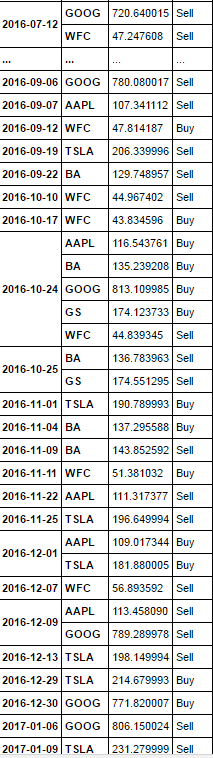 2016-07-12 GOOG 720.640015 Sell
WFC 47.247608 Sell
... ... ... ...
2016-09-06 GOOG 780.080017 Sell
2016-09-07 AAPL 107.341112 Sell
2016-09-12 WFC 47.814187 Buy
2016-09-19 TSLA 206.339996 Sell
2016-09-22 BA 129.748957 Sell
2016-10-10 WFC 44.967402 Sell
2016-10-17 WFC 43.834596 Buy
2016-10-24 AAPL 116.543761 Buy
BA 135.239208 Buy
GOOG 813.109985 Buy
GS 174.123733 Buy
WFC 44.839345 Sell
2016-10-25 BA 136.783963 Sell
GS 174.551295 Sell
2016-11-01 TSLA 190.789993 Buy
2016-11-04 BA 137.295588 Buy
2016-11-09 BA 143.852592 Sell
2016-11-11 WFC 51.381032 Buy
2016-11-22 AAPL 111.317377 Sell
2016-11-25 TSLA 196.649994 Sell
2016-12-01 AAPL 109.017344 Buy
TSLA 181.880005 Buy
2016-12-07 WFC 56.893592 Sell
2016-12-09 AAPL 113.458090 Sell
GOOG 789.289978 Sell
2016-12-13 TSLA 198.149994 Sell
2016-12-29 TSLA 214.679993 Buy
2016-12-30 GOOG 771.820007 Buy
2017-01-06 GOOG 806.150024 Sell
2017-01-09 TSLA 231.279999 Sell